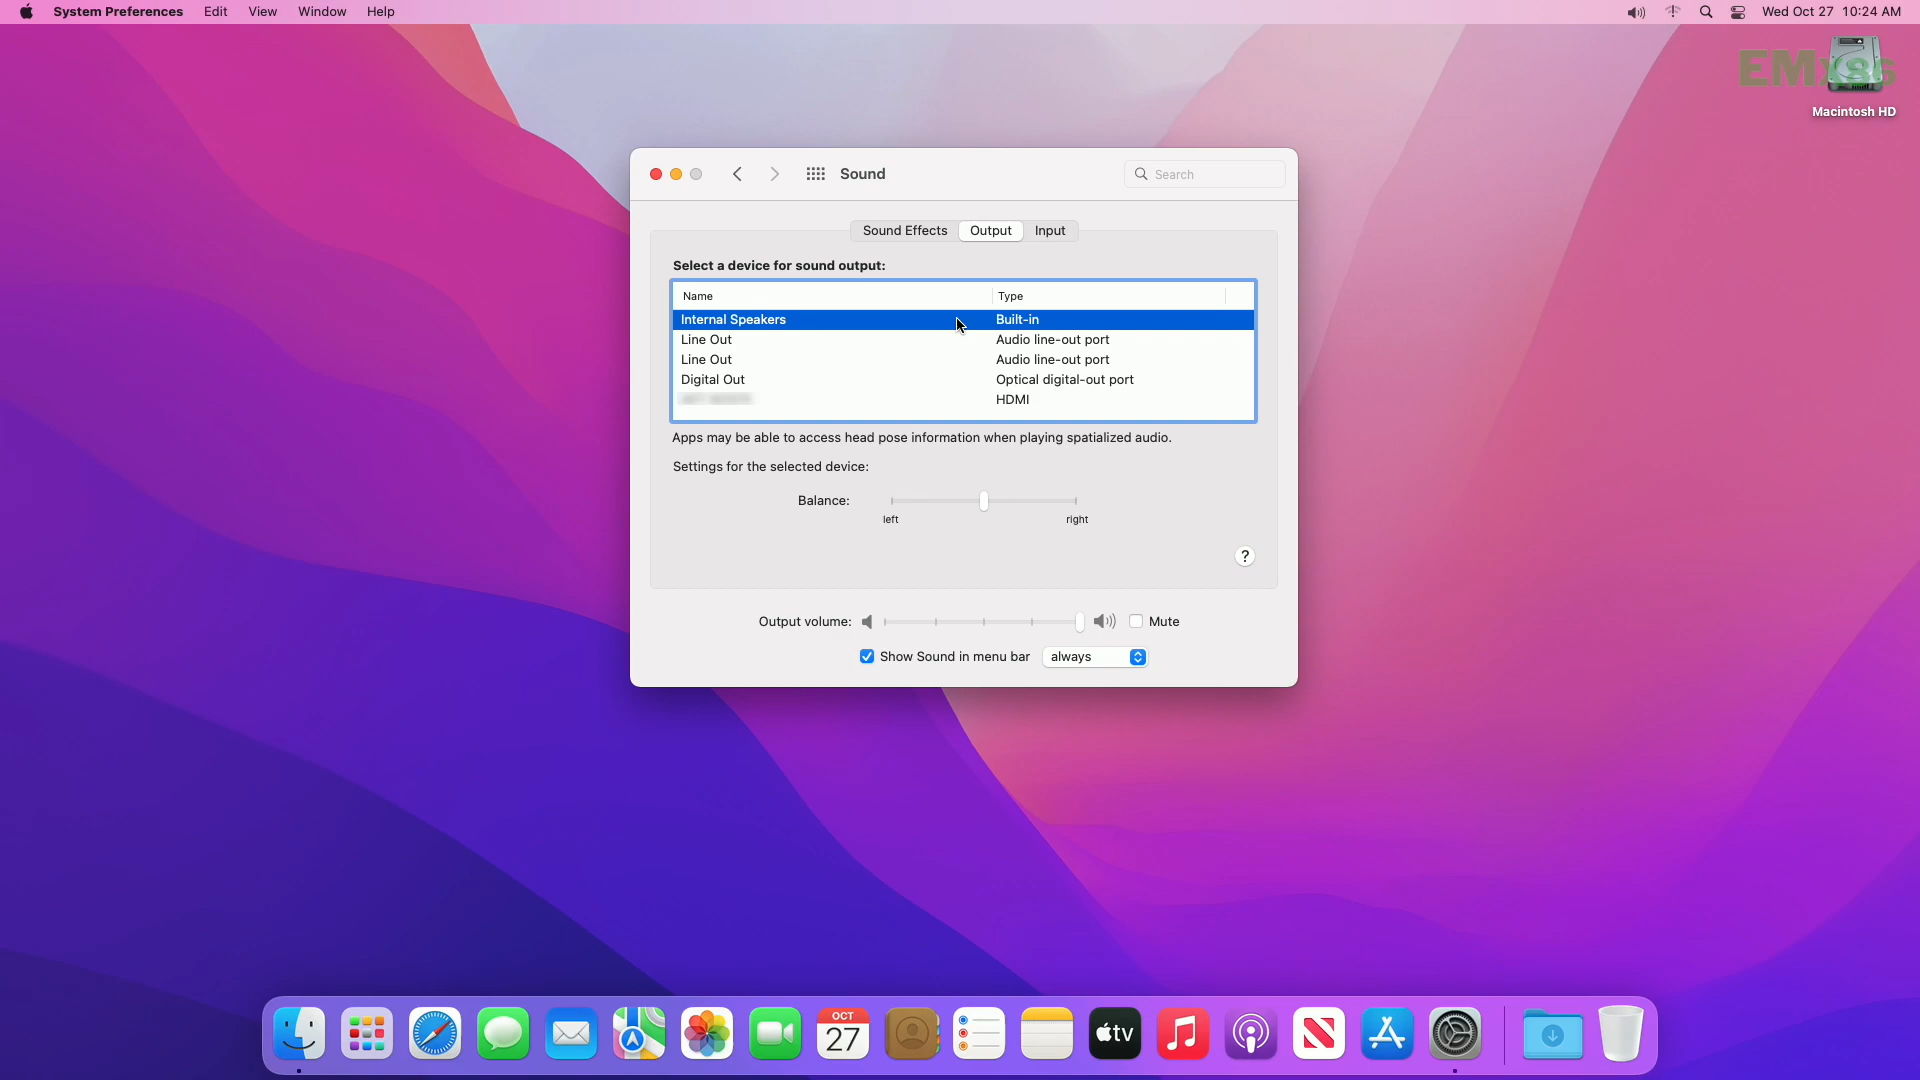 System Preferences Edit View Window Help Wed Oct 27 10:24 AM
EMx86
Macintosh HD
Sound Search
Sound Effects Output Input
Select a device for sound output:
Name Type
Internal Speakers Built-in
Line Out Audio line-out port
Line Out Audio line-out port
Digital Out Optical digital-out port
HDMI
Apps may be able to access head pose information when playing spatialized audio.
Settings for the selected device:
Balance:
left right
?
Output volume: Mute
Show Sound in menu bar always
OCT
27
tv